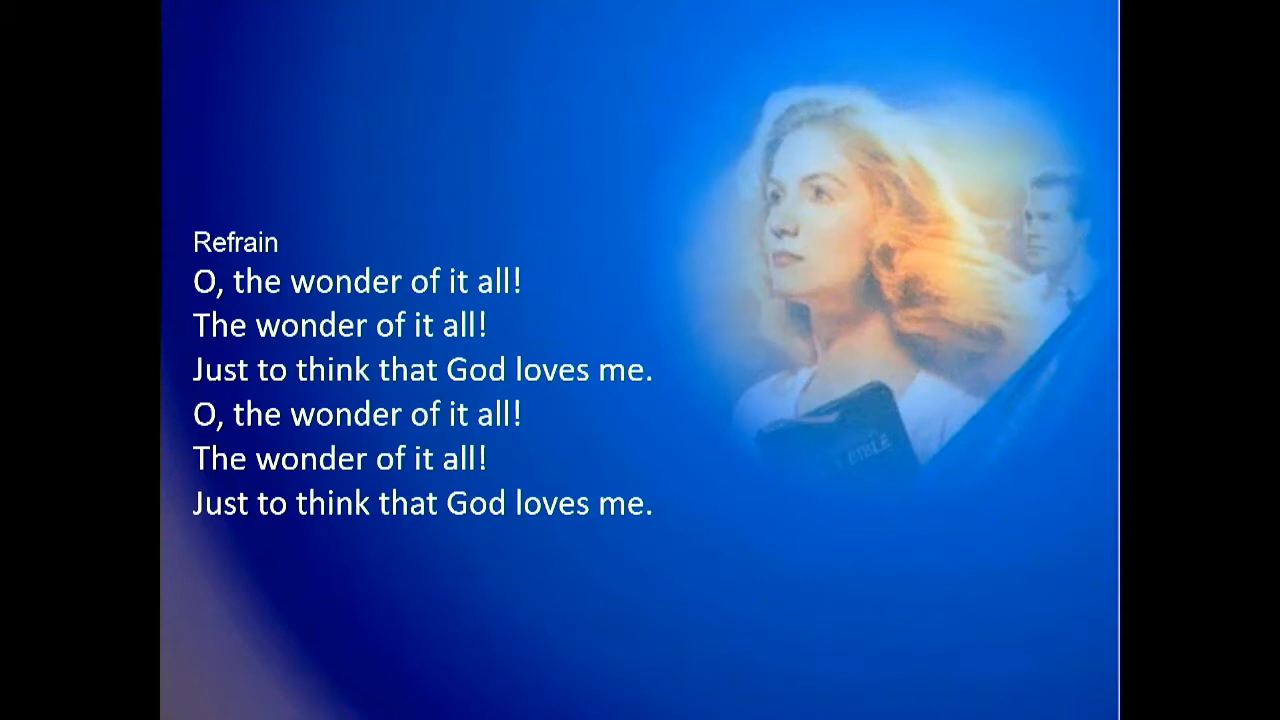 Refrain
O, the wonder of it all!
The wonder of it all!
Just to think that God loves me.
O, the wonder of it all!
The wonder of it all!
Just to think that God loves me.
BIBLE